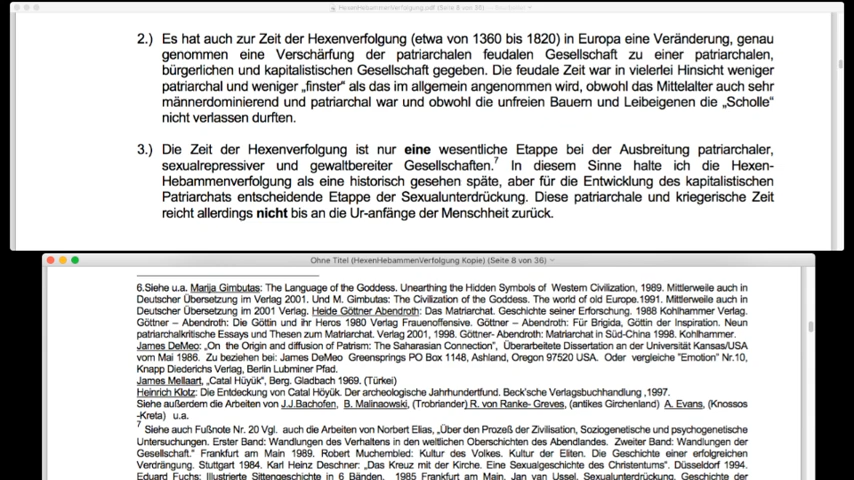 HexenHebammenVerfolgung.pdf (Seite 8 von 36)
2.) Es hat auch zur Zeit der Hexenverfolgung (etwa von 1360 bis 1820) in Europa eine Veränderung, genau
genommen eine Verschärfung der patriarchalen feudalen Gesellschaft zu einer patriarchalen,
bürgerlichen und kapitalistischen Gesellschaft gegeben. Die feudale Zeit war in vielerlei Hinsicht weniger
patriarchal und weniger „finster“ als das im allgemein angenommen wird, obwohl das Mittelalter auch sehr
männerdominierend und patriarchal war und obwohl die unfreien Bauern und Leibeigenen die „Scholle“
nicht verlassen durften.
3.) Die Zeit der Hexenverfolgung ist nur eine wesentliche Etappe bei der Ausbreitung patriarchaler,
sexualrepressiver und gewaltbereiter Gesellschaften.7 In diesem Sinne halte ich die Hexen-
Hebammenverfolgung als eine historisch gesehen späte, aber für die Entwicklung des kapitalistischen
Patriarchats entscheidende Etappe der Sexualunterdrückung. Diese patriarchale und kriegerische Zeit
reicht allerdings nicht bis an die Ur-anfänge der Menschheit zurück.
Ohne Titel (HexenHebammenVerfolgung Kopie) (Seite 8 von 36)
6.Siehe u.a. Marija Gimbutas: The Language of the Goddess. Unearthing the Hidden Symbols of Western Civilization, 1989. Mittlerweile auch in
Deutscher Übersetzung im Verlag 2001. Und M. Gimbutas: The Civilization of the Goddess. The world of old Europe.1991. Mittlerweile auch in
Deutscher Übersetzung im 2001 Verlag. Heide Göttner Abendroth: Das Matriarchat. Geschichte seiner Erforschung. 1988 Kohlhammer Verlag.
Göttner – Abendroth: Die Göttin und ihr Heros 1980 Verlag Frauenoffensive. Göttner – Abendroth: Für Brigida, Göttin der Inspiration. Neun
patriarchatkritische Essays und Thesen zum Matriarchat. Verlag 2001, 1998. Göttner- Abendroth: Matriarchat in Süd-China 1998. Kohlhammer.
James DeMeo: „On the Origin and diffusion of Patrism: The Saharasian Connection“, Überarbeitete Dissertation an der Universität Kansas/USA
vom Mai 1986. Zu beziehen bei: James DeMeo Greensprings PO Box 1148, Ashland, Oregon 97520 USA. Oder vergleiche "Emotion" Nr.10,
Knapp Diederichs Verlag, Berlin Lubminer Pfad.
James Mellaart, „Catal Hüyük“, Berg. Gladbach 1969. (Türkei)
Heinrich Klotz: Die Entdeckung von Catal Höyük. Der archeologische Jahrhundertfund. Beck'sche Verlagsbuchhandlung ,1997.
Siehe außerdem die Arbeiten von J.J.Bachofen, B. Malinaowski, (Trobriander) R. von Ranke- Greves, (antikes Girchenland) A. Evans, (Knossos
-Kreta) u.a.
7 Siehe auch Fußnote Nr. 20 Vgl. auch die Arbeiten von Norbert Elias, „Über den Prozeß der Zivilisation, Soziogenetische und psychogenetische
Untersuchungen. Erster Band: Wandlungen des Verhaltens in den weltlichen Oberschichten des Abendlandes. Zweiter Band: Wandlungen der
Gesellschaft.“ Frankfurt am Main 1989. Robert Muchembled: Kultur des Volkes. Kultur der Eliten. Die Geschichte einer erfolgreichen
Verdrängung. Stuttgart 1984. Karl Heinz Deschner: „Das Kreuz mit der Kirche. Eine Sexualgeschichte des Christentums“. Düsseldorf 1994.
Eduard Fuchs: Illustrierte Sittengeschichte in 6 Bänden. 1985 Frankfurt am Main. Jan van Ussel. Sexualunterdrückung. Geschichte der